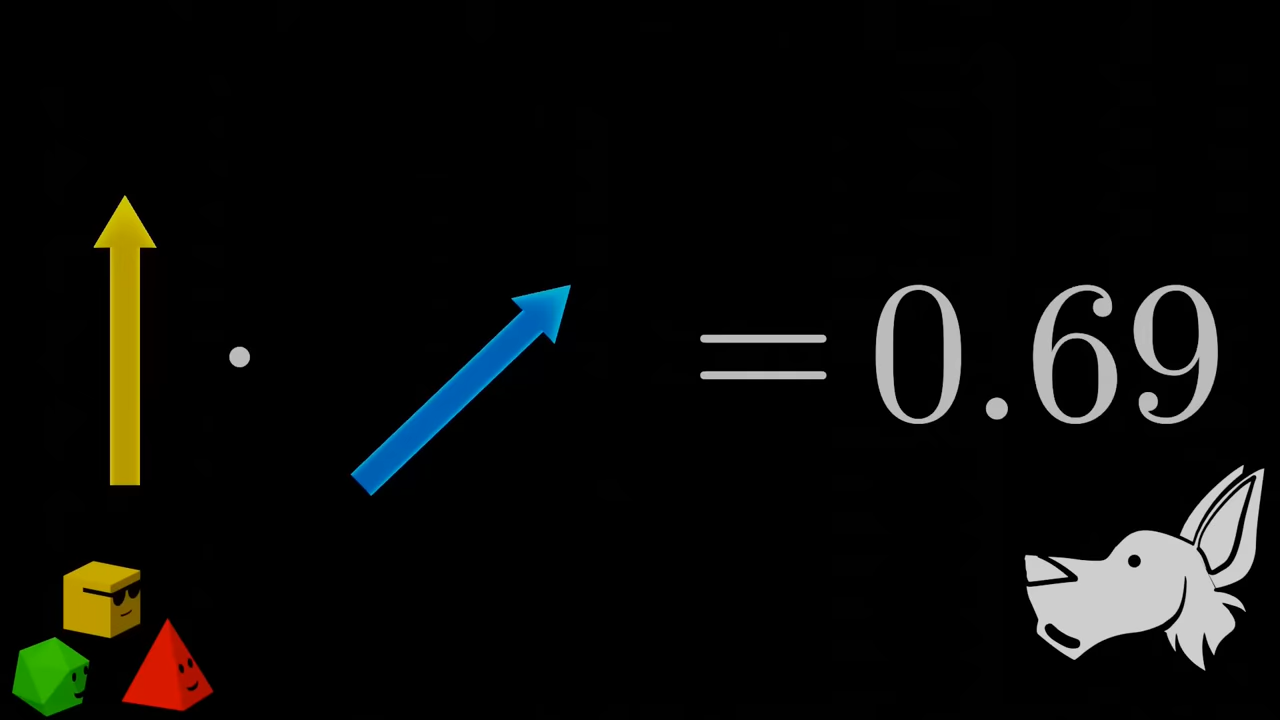 · = 0.69